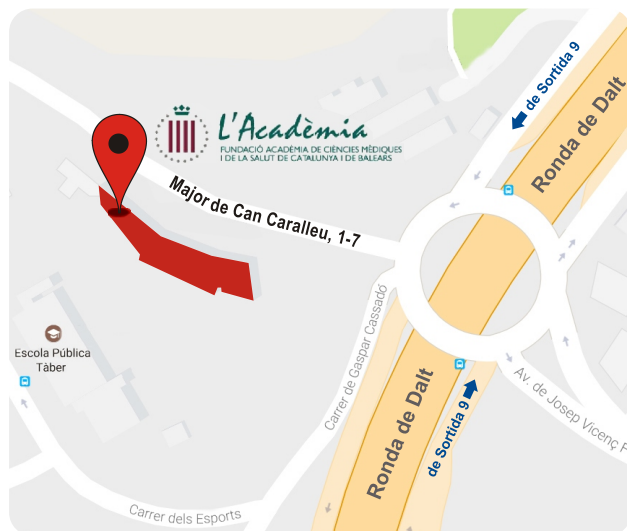 de Sortida 9
Ronda de Dalt
L'Acadèmia
FUNDACIÓ ACADÈMIA DE CIÈNCIES MÈDIQUES
I DE LA SALUT DE CATALUNYA I DE BALEARS
Major de Can Caralleu, 1-7
Carrer de Gaspar Cassadó
Escola Pública
Tàber
Av. de Josep Vicenç
Ronda de Dalt
de Sortida 9
Carrer dels Esports